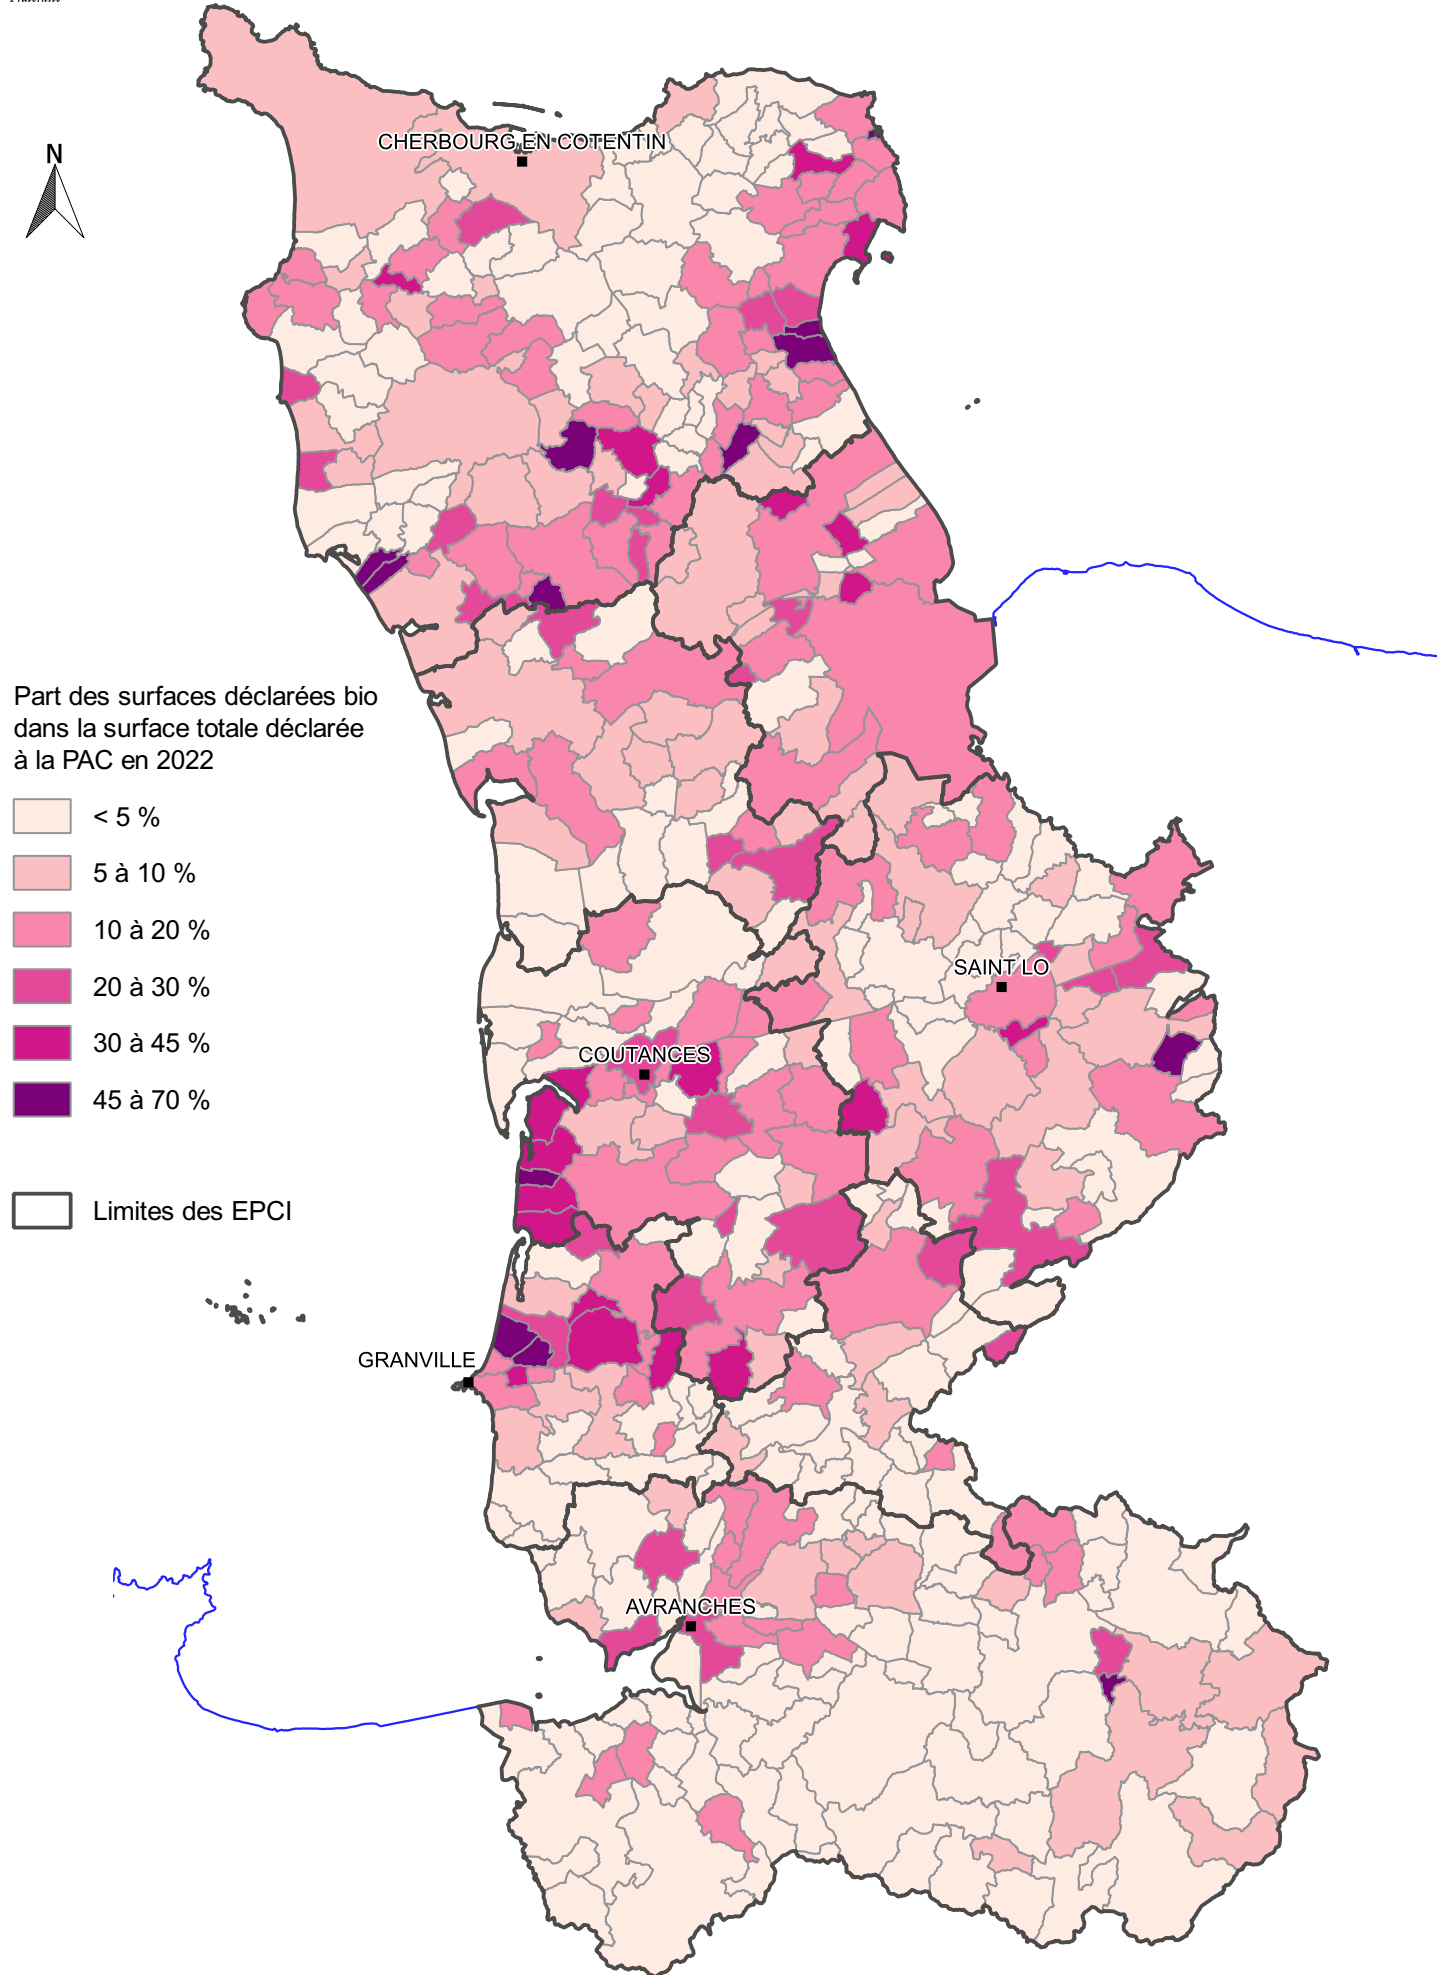 N
CHERBOURG EN COTENTIN
Part des surfaces déclarées bio
dans la surface totale déclarée
à la PAC en 2022
< 5 %
5 à 10 %
10 à 20 %
20 à 30 %
30 à 45 %
45 à 70 %
Limites des EPCI
SAINT LO
COUTANCES
GRANVILLE
AVRANCHES